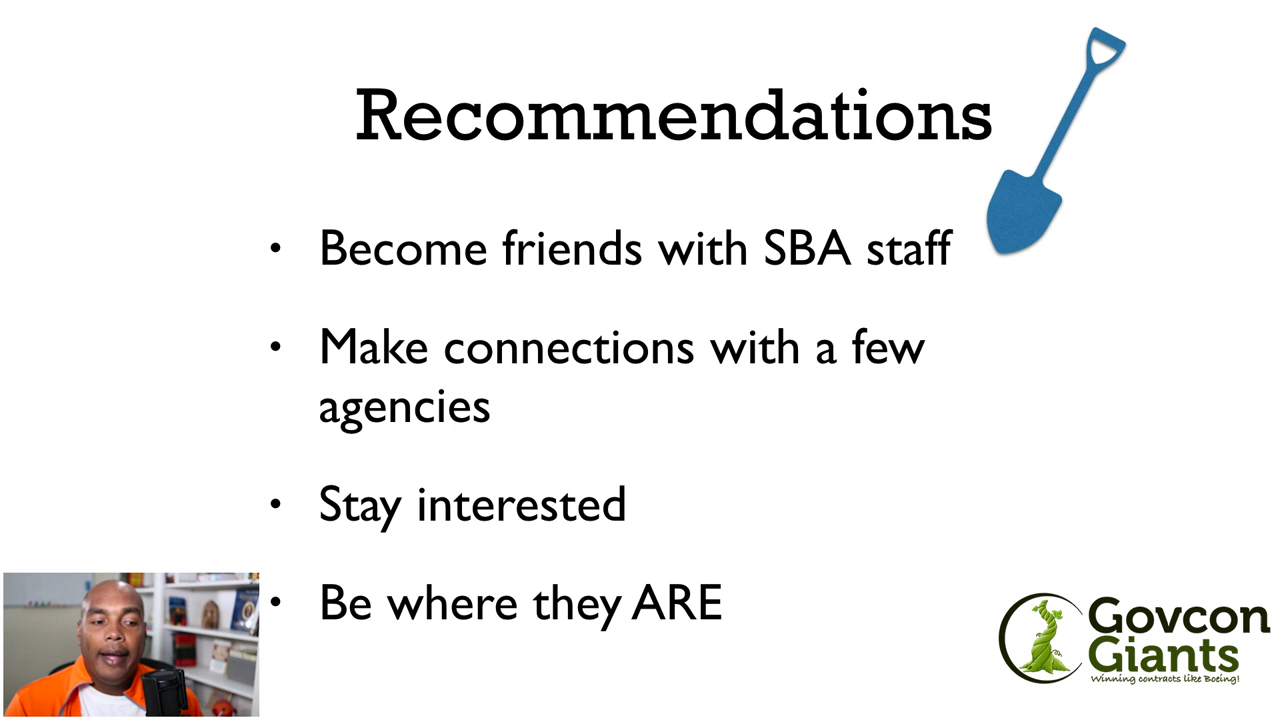 Recommendations
• Become friends with SBA staff
• Make connections with a few
agencies
• Stay interested
• Be where they ARE
Govcon
Giants
Winning contracts like Boeing!